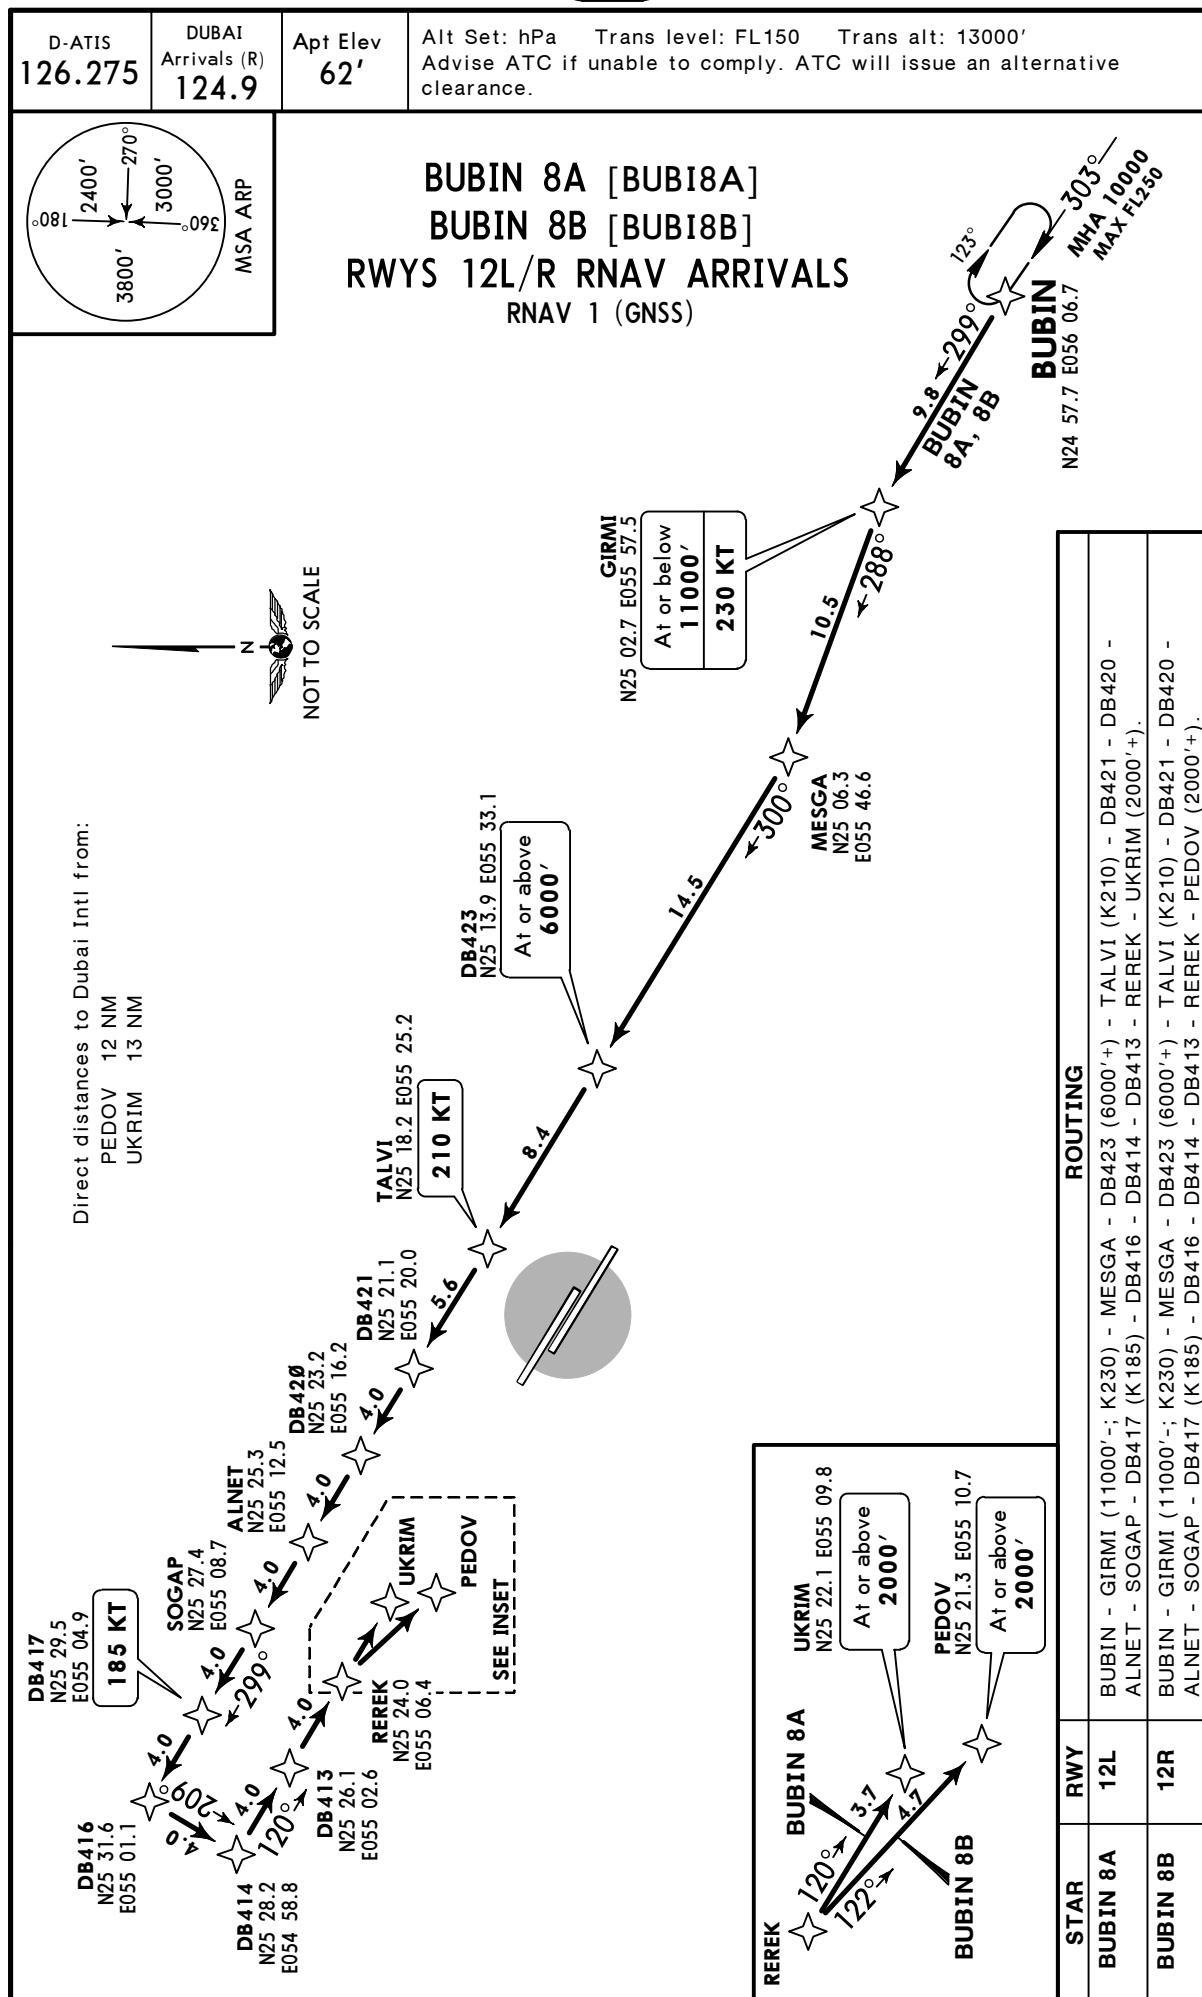 D-ATIS
126.275
DUBAI
Arrivals (R)
124.9
Apt Elev
62'
Alt Set: hPa Trans level: FL150 Trans alt: 13000'
Advise ATC if unable to comply. ATC will issue an alternative
clearance.
270°
180°
360°
2400'
3000'
3800'
MSA ARP
BUBIN 8A [BUBI8A]
BUBIN 8B [BUBI8B]
RWYS 12L/R RNAV ARRIVALS
RNAV 1 (GNSS)
303°
MHA 10000
MAX FL250
123°
BUBIN
N24 57.7 E056 06.7
299°
9.8
BUBIN
8A, 8B
GIRMI
N25 02.7 E055 57.5
At or below
11000'
230 KT
288°
10.5
N
NOT TO SCALE
MESGA
N25 06.3
E055 46.6
300°
14.5
DB423
N25 13.9 E055 33.1
At or above
6000'
Direct distances to Dubai Intl from:
PEDOV 12 NM
UKRIM 13 NM
8.4
TALVI
N25 18.2 E055 25.2
210 KT
5.6
DB421
N25 21.1
E055 20.0
4.0
DB420
N25 23.2
E055 16.2
4.0
ALNET
N25 25.3
E055 12.5
4.0
SOGAP
N25 27.4
E055 08.7
4.0
299°
DB417
N25 29.5
E055 04.9
185 KT
4.0
DB416
N25 31.6
E055 01.1
209°
4.0
DB414
N25 28.2
E054 58.8
4.0
120°
DB413
N25 26.1
E055 02.6
4.0
REREK
N25 24.0
E055 06.4
UKRIM
PEDOV
SEE INSET
UKRIM
N25 22.1 E055 09.8
At or above
2000'
PEDOV
N25 21.3 E055 10.7
At or above
2000'
BUBIN 8A
3.7
120°
4.7
122°
BUBIN 8B
REREK
STAR RWY ROUTING
BUBIN 8A 12L BUBIN - GIRMI (11000'-; K230) - MESGA - DB423 (6000'+) - TALVI (K210) - DB421 - DB420 -
ALNET - SOGAP - DB417 (K185) - DB416 - DB414 - DB413 - REREK - UKRIM (2000'+).
BUBIN 8B 12R BUBIN - GIRMI (11000'-; K230) - MESGA - DB423 (6000'+) - TALVI (K210) - DB421 - DB420 -
ALNET - SOGAP - DB417 (K185) - DB416 - DB414 - DB413 - REREK - PEDOV (2000'+).